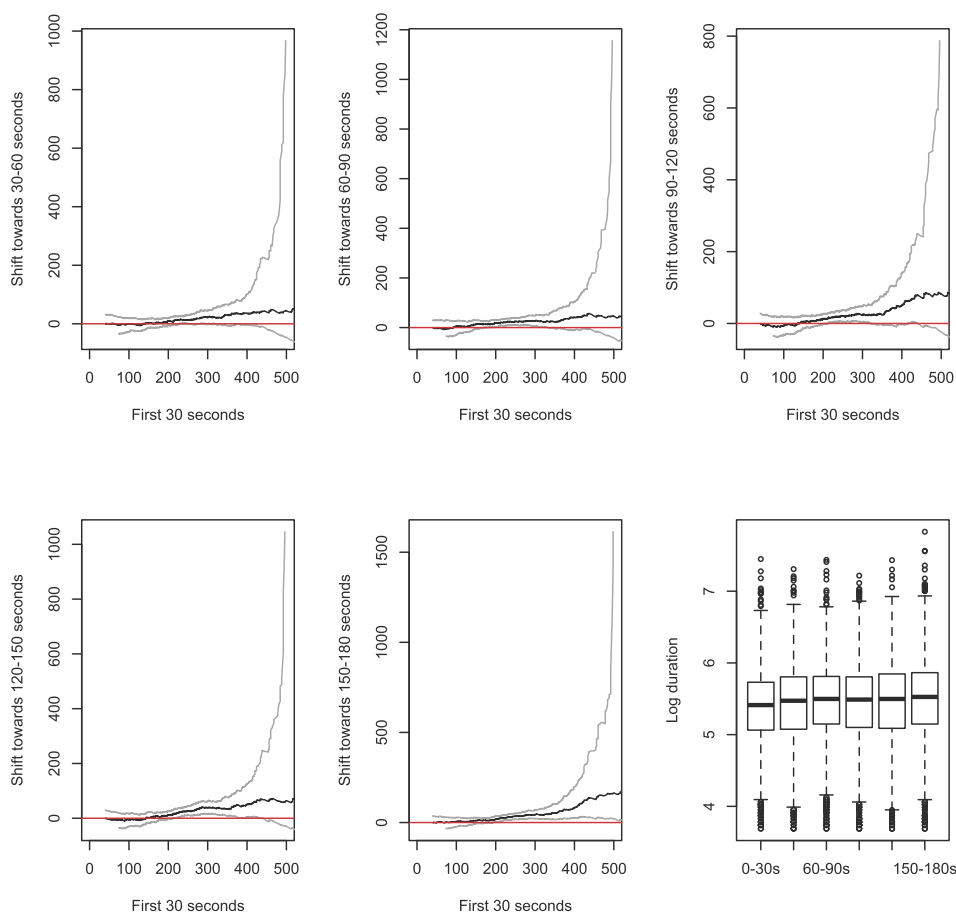 Shift towards 30-60 seconds
1000
800
600
400
200
0
0 100 200 300 400 500
First 30 seconds
Shift towards 60-90 seconds
1200
1000
800
600
400
200
0
0 100 200 300 400 500
First 30 seconds
Shift towards 90-120 seconds
800
600
400
200
0
0 100 200 300 400 500
First 30 seconds
Shift towards 120-150 seconds
1000
800
600
400
200
0
0 100 200 300 400 500
First 30 seconds
Shift towards 150-180 seconds
1500
1000
500
0
0 100 200 300 400 500
First 30 seconds
Log duration
7
6
5
4
0-30s 60-90s 150-180s